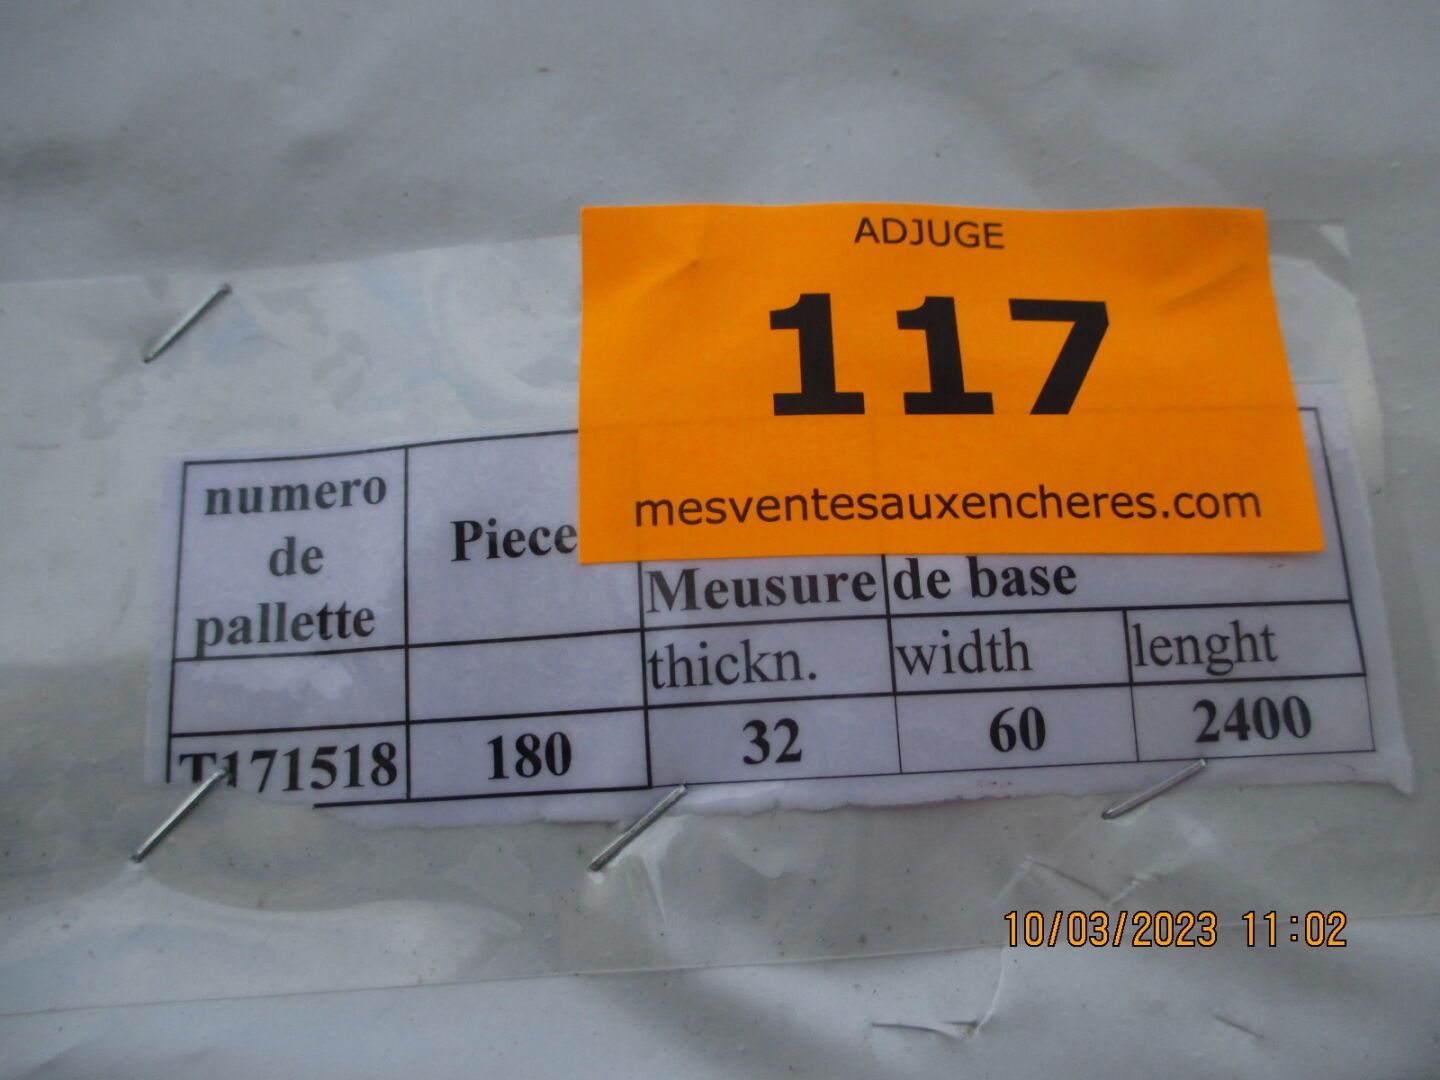 ADJUGE
117
mesventesauxencheres.com
numero
de
pallette
Piece
Meusure de base
thickn. width lenght
T171518 180 32 60 2400
10/03/2023 11:02